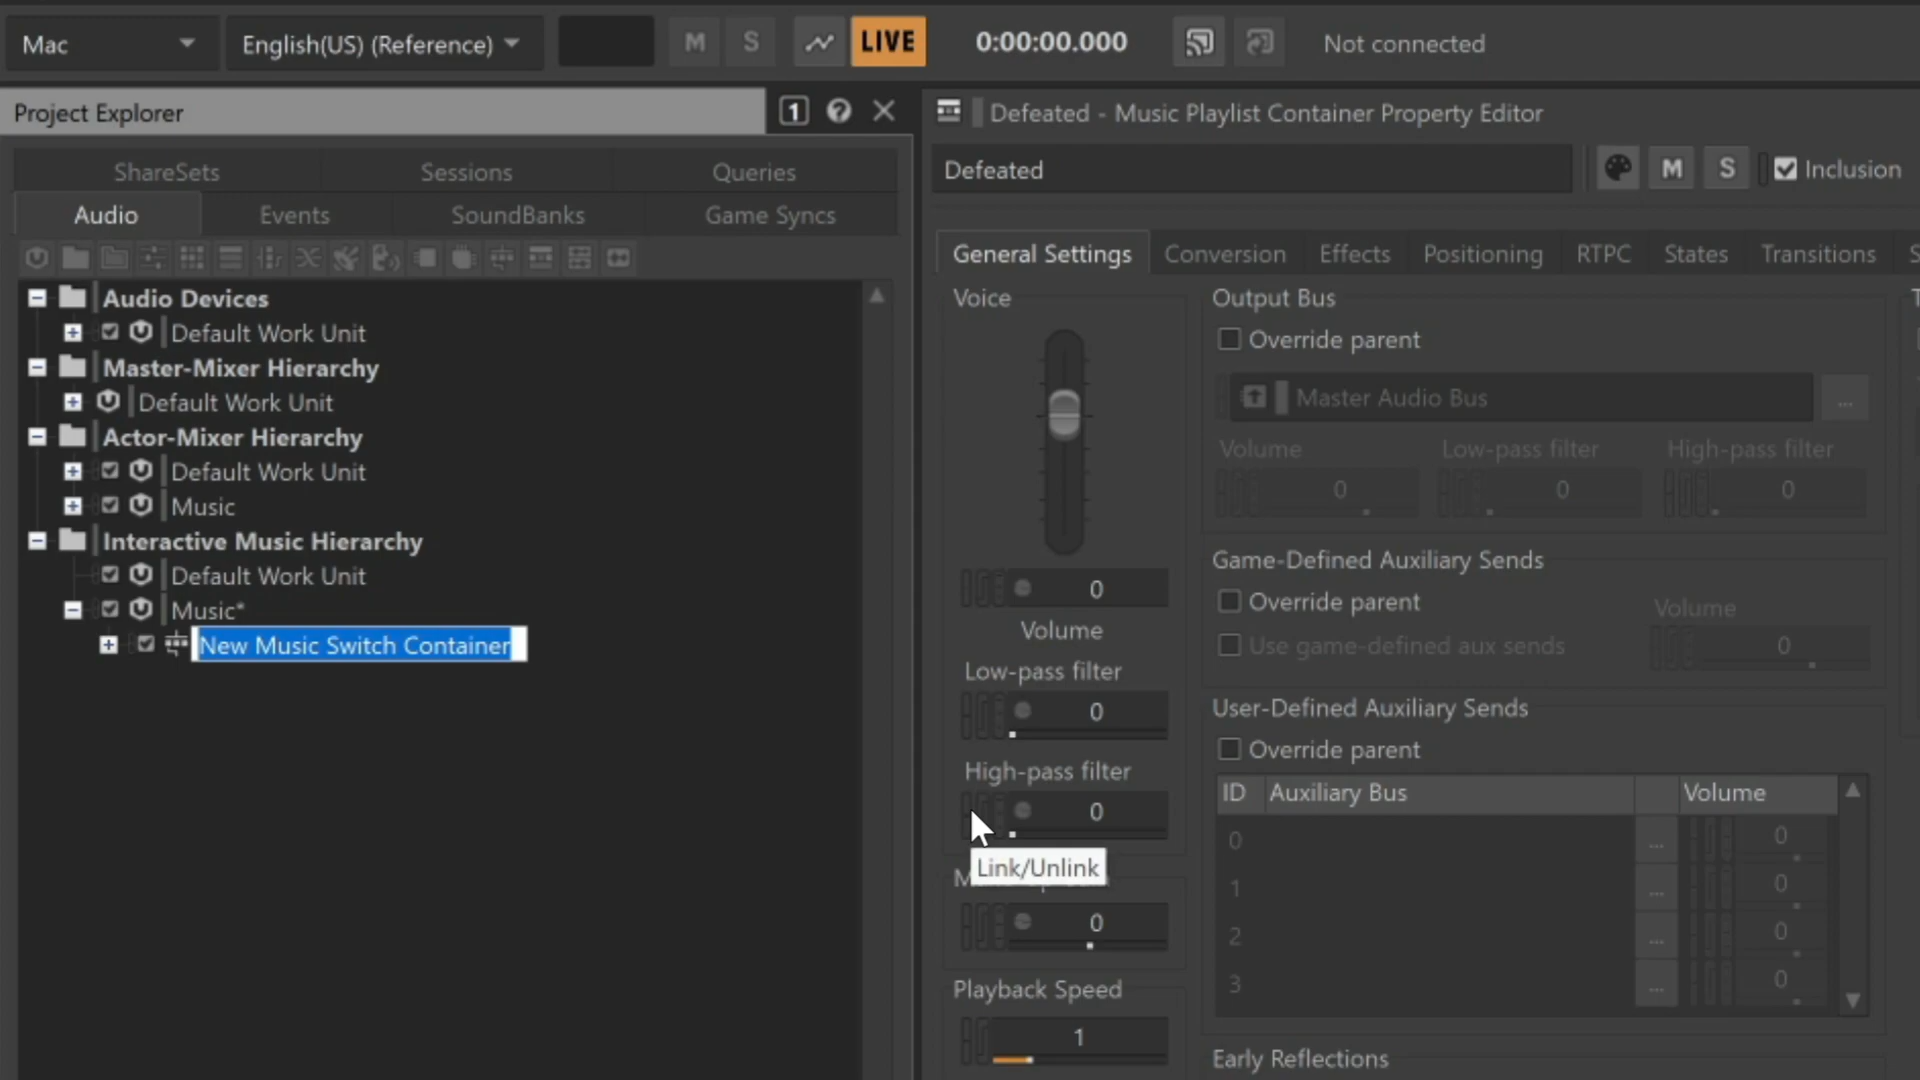 Mac
English(US) (Reference)
M
S
LIVE
0:00:00.000
Not connected
Project Explorer
1
ShareSets
Sessions
Queries
Audio
Events
SoundBanks
Game Syncs
Audio Devices
Default Work Unit
Master-Mixer Hierarchy
Default Work Unit
Actor-Mixer Hierarchy
Default Work Unit
Music
Interactive Music Hierarchy
Default Work Unit
Music*
New Music Switch Container
Defeated - Music Playlist Container Property Editor
Defeated
M
S
Inclusion
General Settings
Conversion
Effects
Positioning
RTPC
States
Transitions
Voice
0
Volume
Low-pass filter
0
High-pass filter
0
Link/Unlink
0
Playback Speed
1
Output Bus
Override parent
Master Audio Bus
...
Volume
Low-pass filter
High-pass filter
0
0
0
Game-Defined Auxiliary Sends
Override parent
Volume
Use game-defined aux sends
0
User-Defined Auxiliary Sends
Override parent
ID
Auxiliary Bus
Volume
0
...
0
1
...
0
2
...
0
3
...
0
Early Reflections